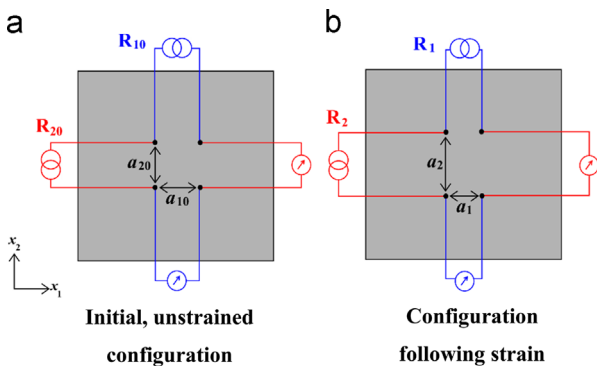 a
R10
R20
a20
a10
x2
x1
Initial, unstrained
configuration
b
R1
R2
a2
a1
Configuration
following strain